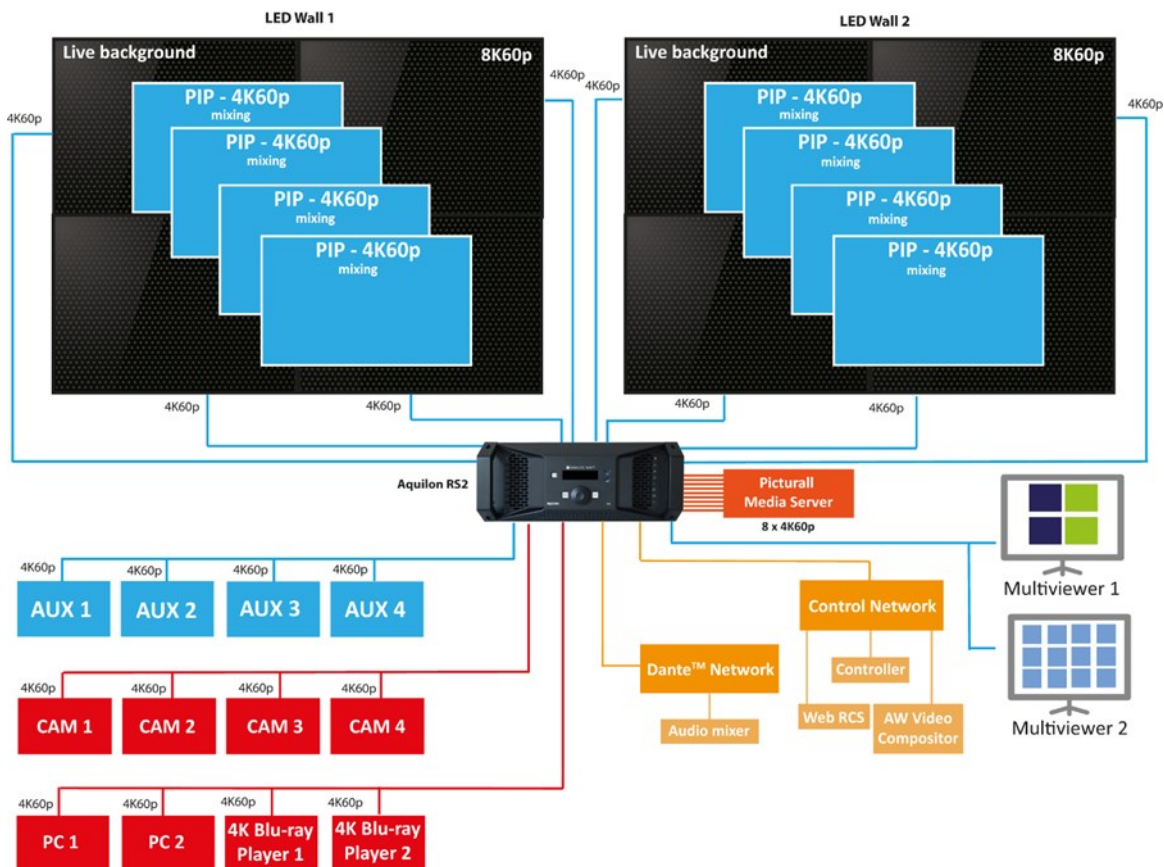 LED Wall 1
LED Wall 2
Live background
8K60p
PIP - 4K60p
mixing
PIP - 4K60p
mixing
PIP - 4K60p
mixing
PIP - 4K60p
mixing
Live background
8K60p
PIP - 4K60p
mixing
PIP - 4K60p
mixing
PIP - 4K60p
mixing
PIP - 4K60p
mixing
4K60p
4K60p
4K60p
4K60p
4K60p
4K60p
4K60p
4K60p
Aquilon RS2
Picturall
Media Server
8 x 4K60p
4K60p
4K60p
4K60p
4K60p
AUX 1
AUX 2
AUX 3
AUX 4
Multiviewer 1
Control Network
Controller
Dante™ Network
Web RCS
AW Video
Compositor
Audio mixer
Multiviewer 2
4K60p
4K60p
4K60p
4K60p
CAM 1
CAM 2
CAM 3
CAM 4
4K60p
4K60p
4K60p
4K60p
PC 1
PC 2
4K Blu-ray
Player 1
4K Blu-ray
Player 2